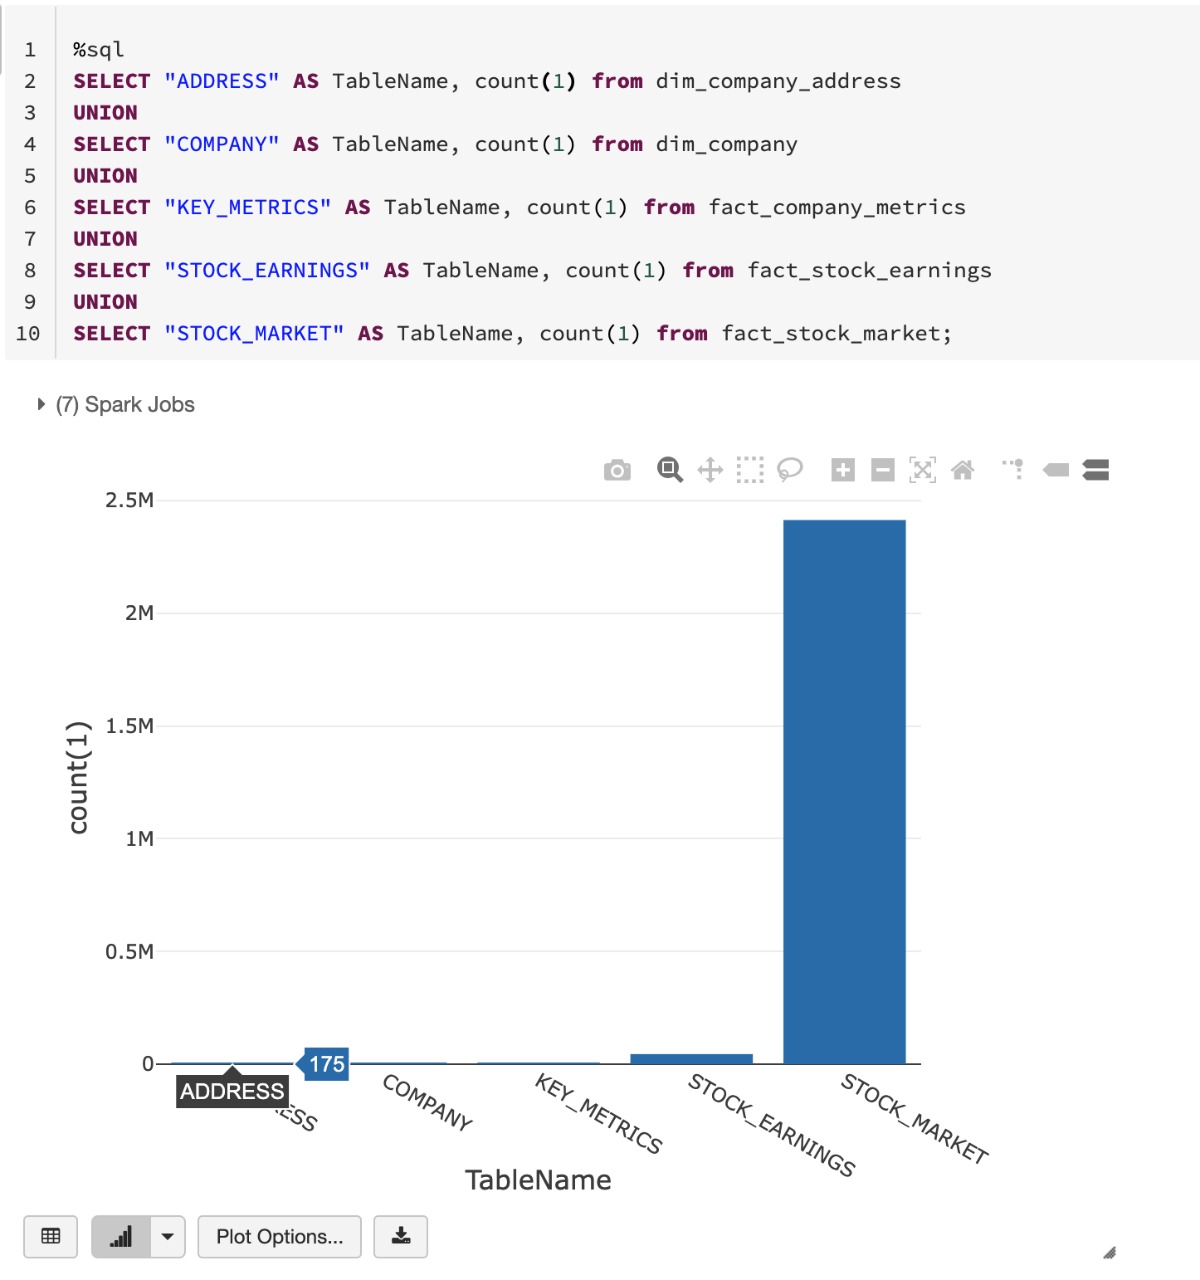 1 %sql
2 SELECT "ADDRESS" AS TableName, count(1) from dim_company_address
3 UNION
4 SELECT "COMPANY" AS TableName, count(1) from dim_company
5 UNION
6 SELECT "KEY_METRICS" AS TableName, count(1) from fact_company_metrics
7 UNION
8 SELECT "STOCK_EARNINGS" AS TableName, count(1) from fact_stock_earnings
9 UNION
10 SELECT "STOCK_MARKET" AS TableName, count(1) from fact_stock_market;
(7) Spark Jobs
2.5M
2M
1.5M
1M
0.5M
0
count(1)
175
ADDRESS
COMPANY
KEY_METRICS
STOCK_EARNINGS
STOCK_MARKET
TableName
Plot Options...